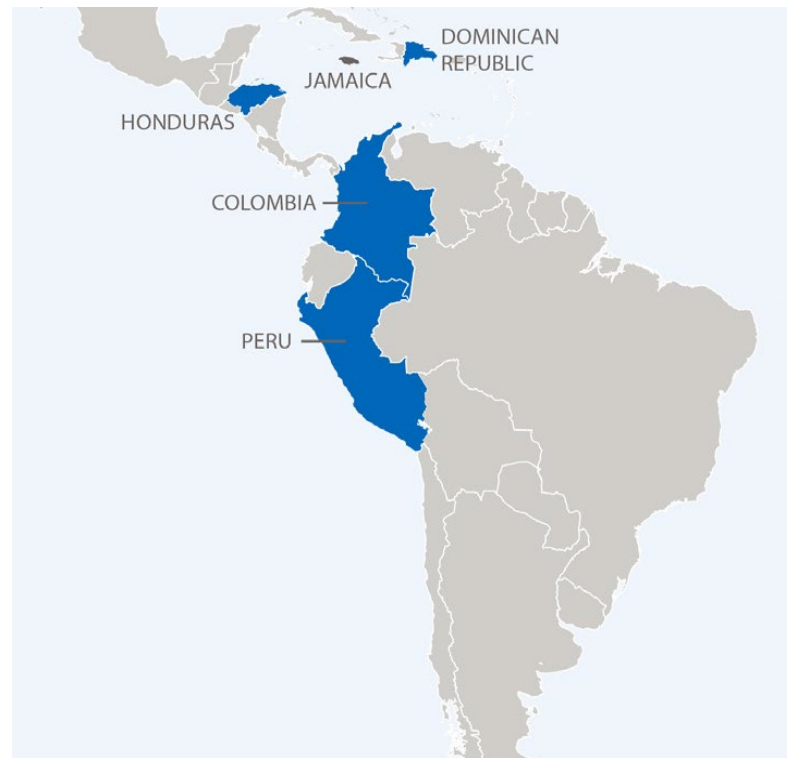 DOMINICAN
REPUBLIC
JAMAICA
HONDURAS
COLOMBIA
PERU